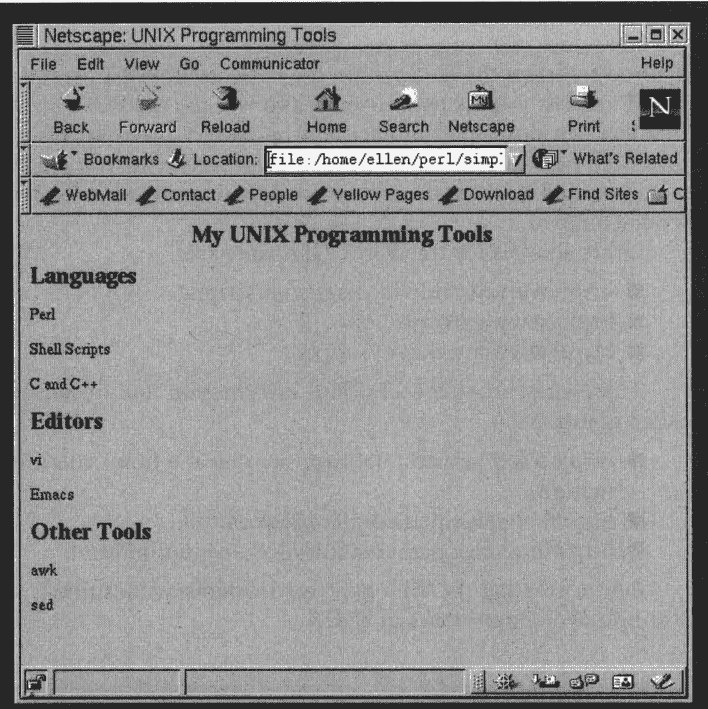 Netscape: UNIX Programming Tools
File Edit View Go Communicator Help
Back Forward Reload Home Search My Netscape Print N
Bookmarks Location: file:/home/ellen/perl/simp What's Related
WebMail Contact People Yellow Pages Download Find Sites C
My UNIX Programming Tools
Languages
Perl
Shell Scripts
C and C++
Editors
vi
Emacs
Other Tools
awk
sed